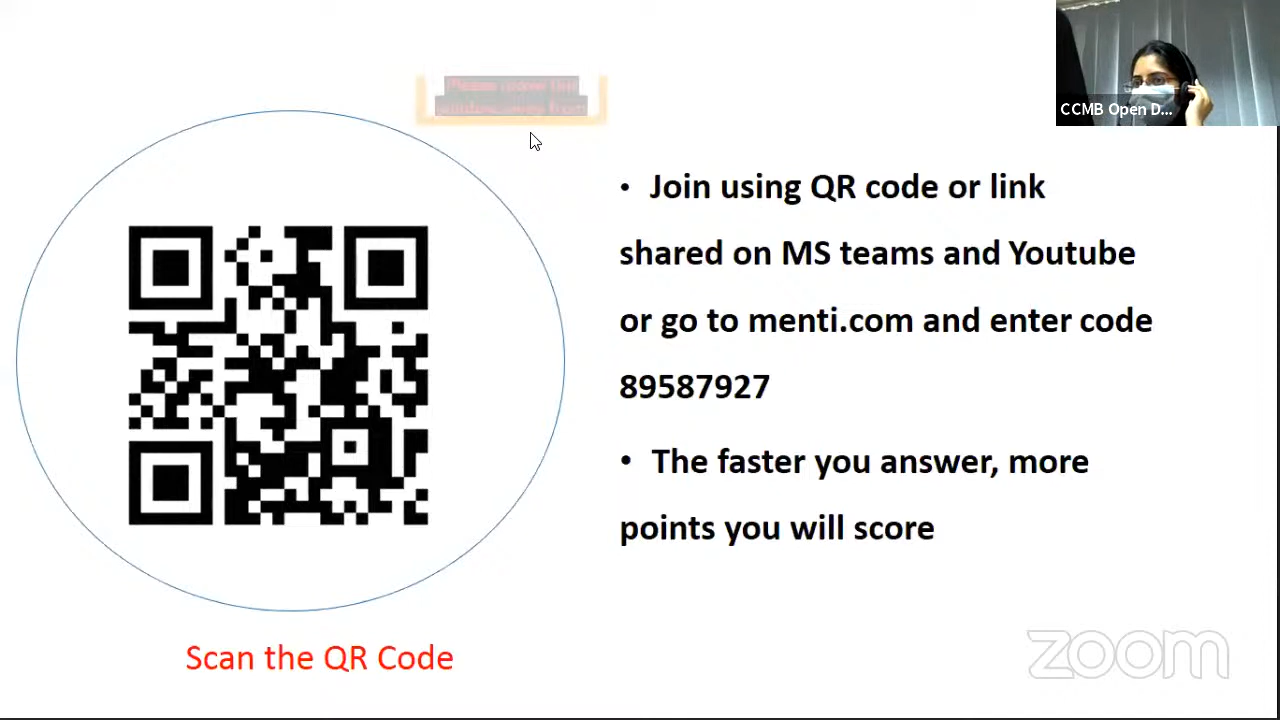 CCMB Open D...
• Join using QR code or link
shared on MS teams and Youtube
or go to menti.com and enter code
89587927
• The faster you answer, more
points you will score
Scan the QR Code
zoom